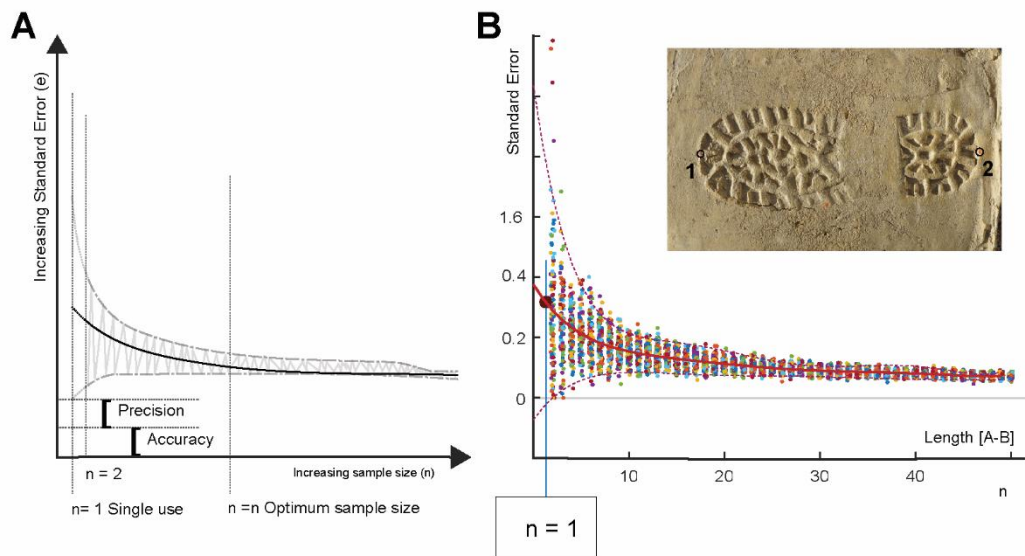 A
Increasing Standard Error (e)
Precision
Accuracy
n = 2
Increasing sample size (n)
n= 1 Single use
n =n Optimum sample size
B
Standard Error
1
2
1.6
0.4
0.2
0
Length [A-B]
10
20
30
40
n
n = 1